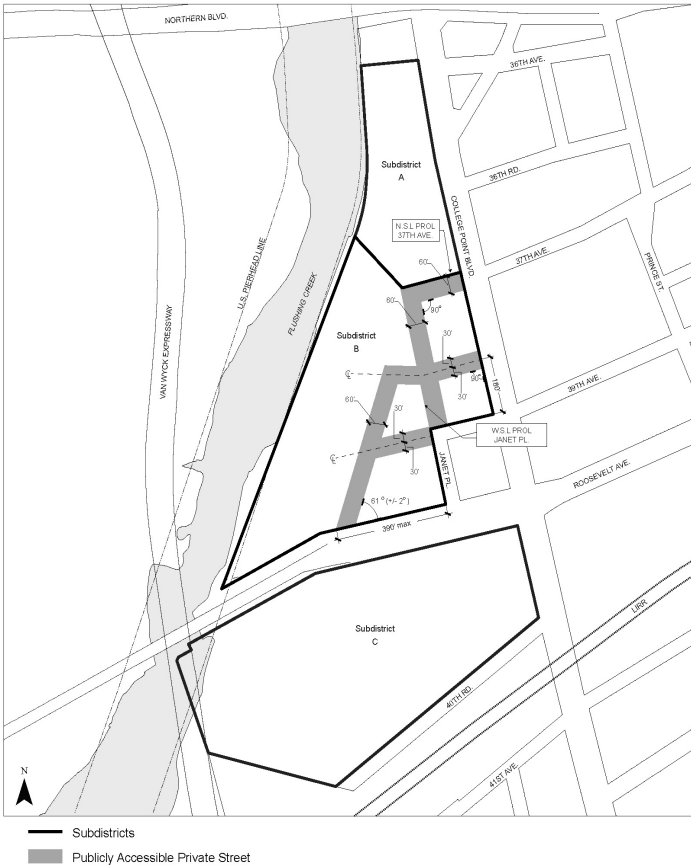 NORTHERN BLVD.
36TH AVE.
Subdistrict
A
36TH RD.
COLLEGE POINT BLVD.
N.S.L PROL
37TH AVE.
37TH AVE.
PRINCE ST.
U.S. PIERHEAD LINE
VAN WYCK EXPRESSWAY
FLUSHING CREEK
60'
60'
90°
Subdistrict
B
30'
30'
90°
180'
39TH AVE.
60'
30'
30'
W.S.L PROL
JANET PL.
JANET PL.
ROOSEVELT AVE.
61° (+/- 2°)
390' max
Subdistrict
C
LIRR
40TH RD.
41ST AVE.
N
Subdistricts
Publicly Accessible Private Street